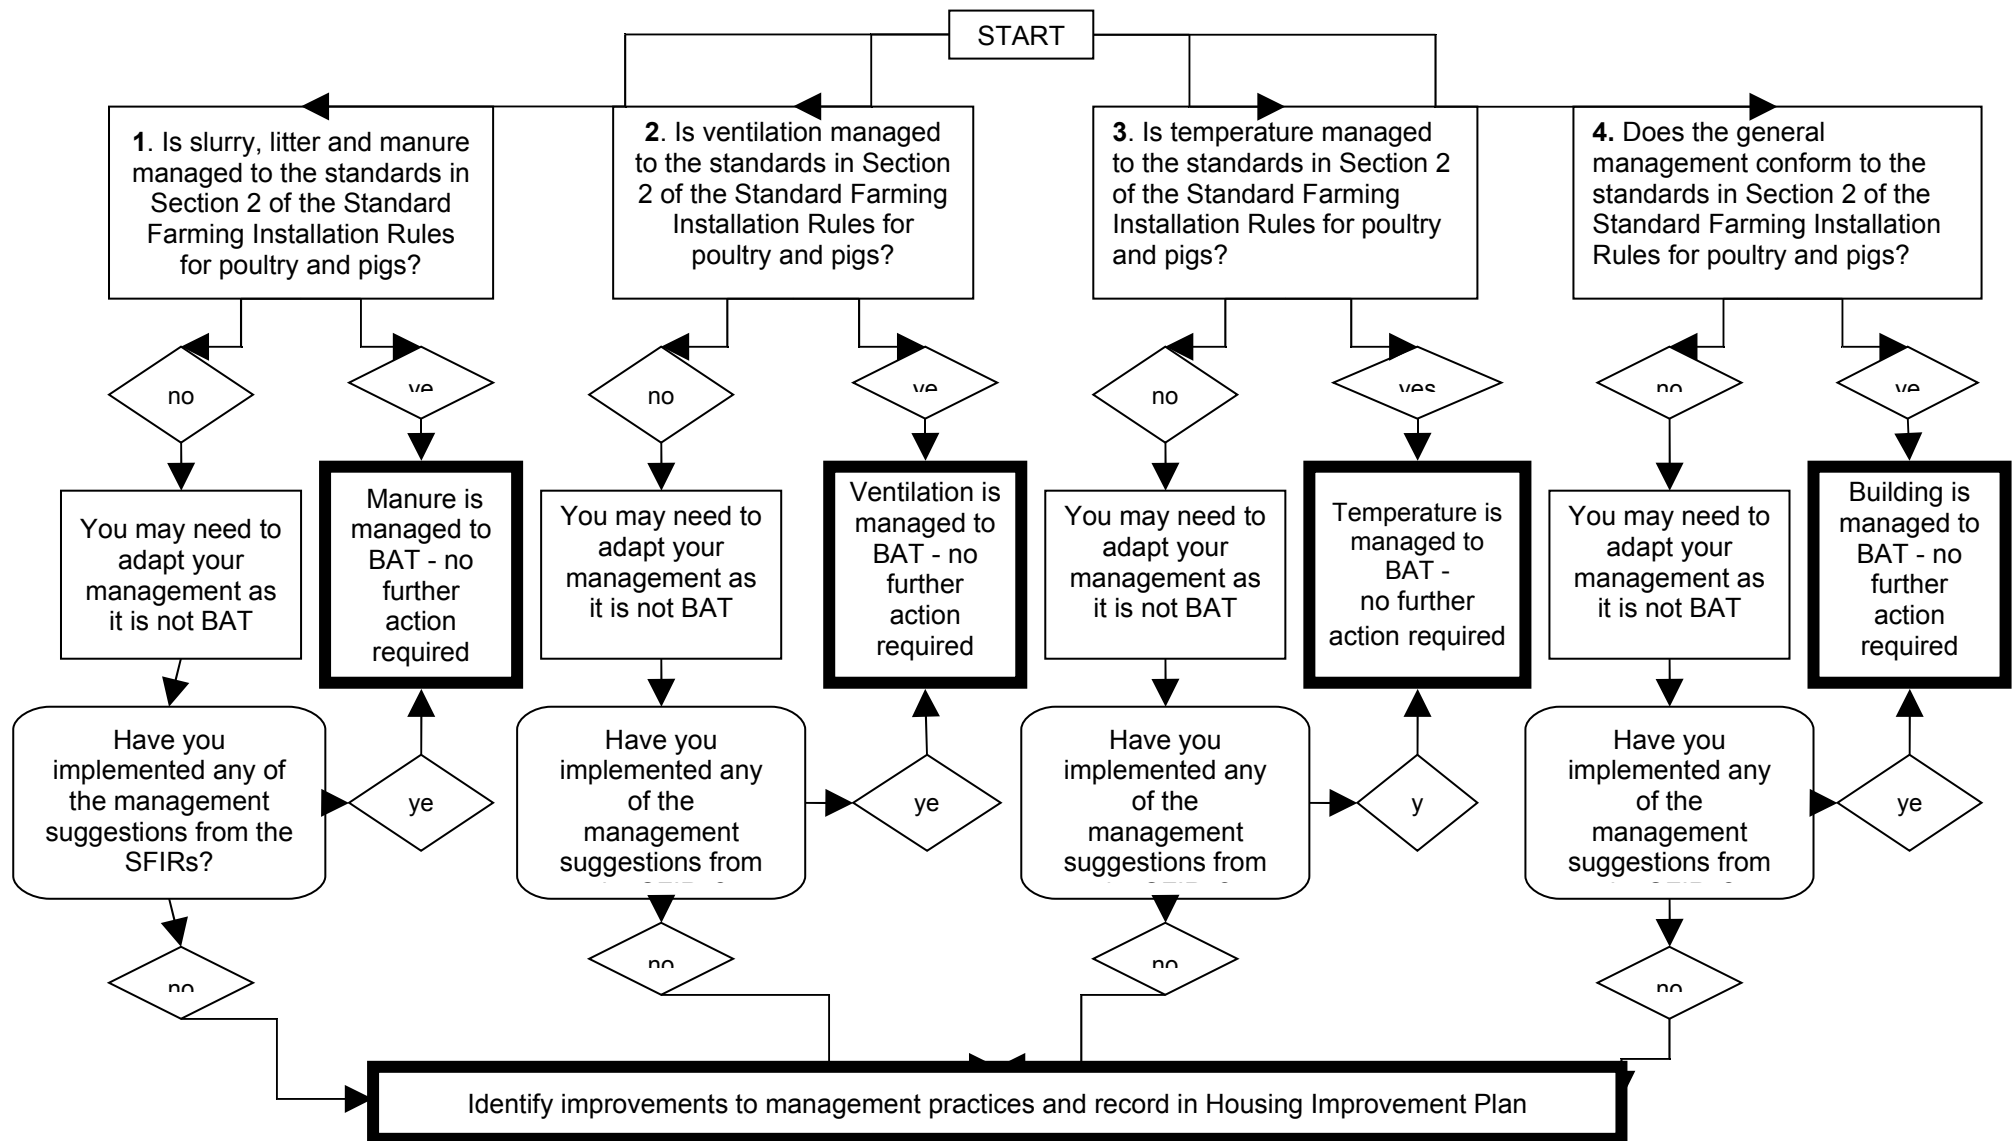 START
1. Is slurry, litter and manure
managed to the standards in
Section 2 of the Standard
Farming Installation Rules
for poultry and pigs?
2. Is ventilation managed
to the standards in Section
2 of the Standard Farming
Installation Rules for
poultry and pigs?
3. Is temperature managed
to the standards in Section 2
of the Standard Farming
Installation Rules for poultry
and pigs?
4. Does the general
management conform to the
standards in Section 2 of the
Standard Farming Installation
Rules for poultry and pigs?
no
ye
no
ye
no
yes
no
ye
You may need to
adapt your
management as
it is not BAT
Manure is
managed to
BAT - no
further
action
required
You may need to
adapt your
management as
it is not BAT
Ventilation is
managed to
BAT - no
further
action
required
You may need to
adapt your
management as
it is not BAT
Temperature is
managed to
BAT -
no further
action required
You may need to
adapt your
management as
it is not BAT
Building is
managed to
BAT - no
further
action
required
Have you
implemented any of
the management
suggestions from the
SFIRs?
ye
Have you
implemented any
of the
management
suggestions from
ye
Have you
implemented any
of the
management
suggestions from
y
Have you
implemented any
of the
management
suggestions from
ye
no
no
no
no
Identify improvements to management practices and record in Housing Improvement Plan